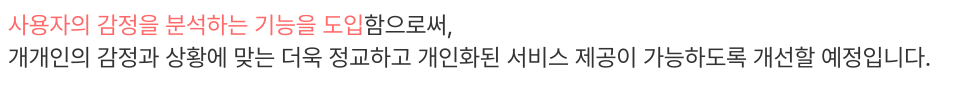 사용자의 감정을 분석하는 기능을 도입함으로써,
개개인의 감정과 상황에 맞는 더욱 정교하고 개인화된 서비스 제공이 가능하도록 개선할 예정입니다.